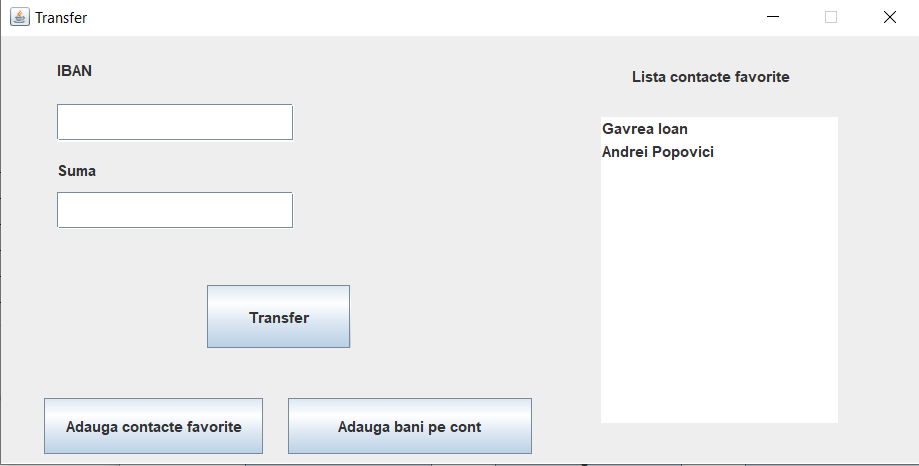 Transfer
IBAN
Suma
Transfer
Adauga contacte favorite
Adauga bani pe cont
Lista contacte favorite
Gavrea Ioan
Andrei Popovici